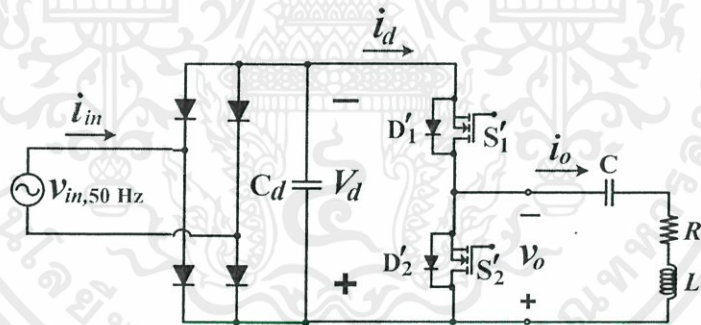 i_d
i_in
D'_1
S'_1
i_o
C
v_in,50 Hz
C_d
V_d
R
D'_2
S'_2
v_o
L